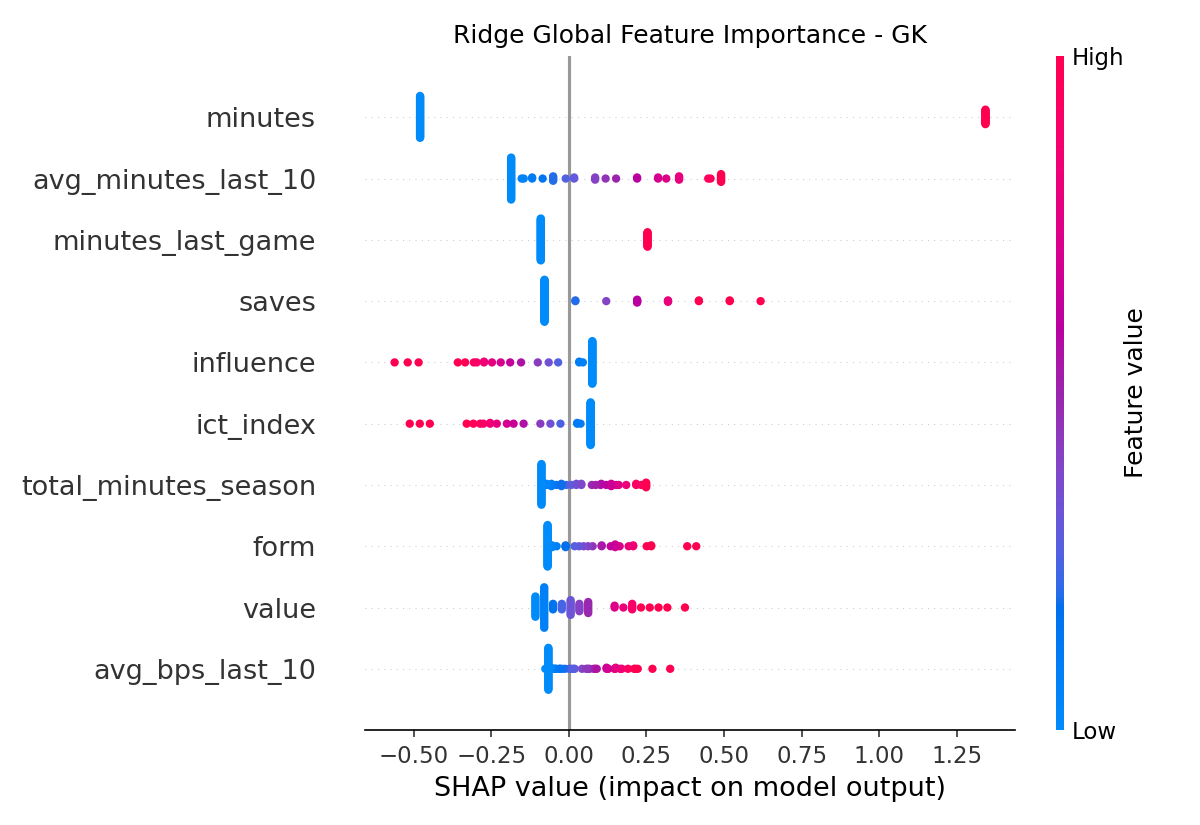 Ridge Global Feature Importance - GK
High
minutes
avg_minutes_last_10
minutes_last_game
saves
influence
ict_index
total_minutes_season
form
value
avg_bps_last_10
Feature value
Low
−0.50 −0.25 0.00 0.25 0.50 0.75 1.00 1.25
SHAP value (impact on model output)